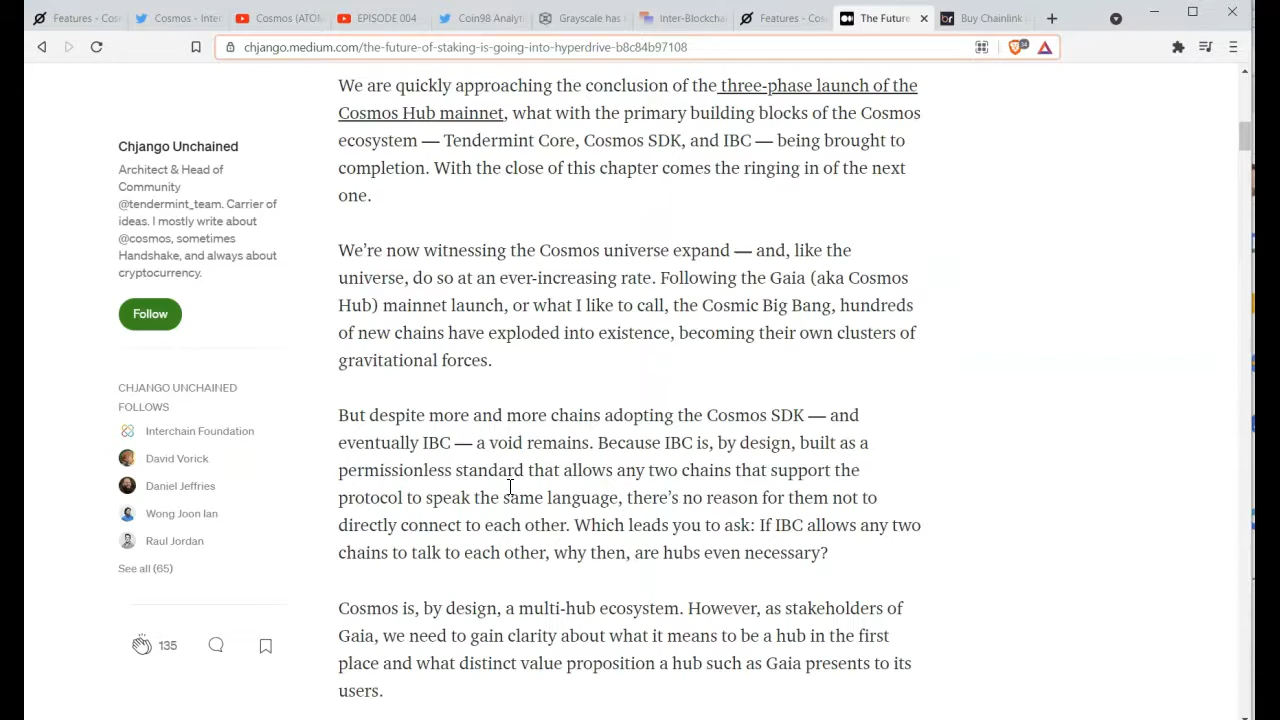 Features - Cos
Cosmos - Inter
Cosmos (ATO
EPISODE 004
Coin98 Analyt
Grayscale has
Inter-Blockcha
Features - Cos
The Future
Buy Chainlink
chjango.medium.com/the-future-of-staking-is-going-into-hyperdrive-b8c84b97108
We are quickly approaching the conclusion of the three-phase launch of the
Cosmos Hub mainnet, what with the primary building blocks of the Cosmos
ecosystem — Tendermint Core, Cosmos SDK, and IBC — being brought to
completion. With the close of this chapter comes the ringing in of the next
one.
We’re now witnessing the Cosmos universe expand — and, like the
universe, do so at an ever-increasing rate. Following the Gaia (aka Cosmos
Hub) mainnet launch, or what I like to call, the Cosmic Big Bang, hundreds
of new chains have exploded into existence, becoming their own clusters of
gravitational forces.
But despite more and more chains adopting the Cosmos SDK — and
eventually IBC — a void remains. Because IBC is, by design, built as a
permissionless standard that allows any two chains that support the
protocol to speak the same language, there’s no reason for them not to
directly connect to each other. Which leads you to ask: If IBC allows any two
chains to talk to each other, why then, are hubs even necessary?
Cosmos is, by design, a multi-hub ecosystem. However, as stakeholders of
Gaia, we need to gain clarity about what it means to be a hub in the first
place and what distinct value proposition a hub such as Gaia presents to its
users.
Chjango Unchained
Architect & Head of
Community
@tendermint_team. Carrier of
ideas. I mostly write about
@cosmos, sometimes
Handshake, and always about
cryptocurrency.
Follow
CHJANGO UNCHAINED
FOLLOWS
Interchain Foundation
David Vorick
Daniel Jeffries
Wong Joon Ian
Raul Jordan
See all (65)
135